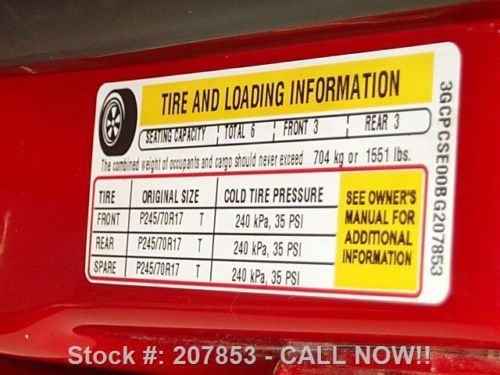 TIRE AND LOADING INFORMATION
SEATING CAPACITY TOTAL 6 FRONT 3 REAR 3
The combined weight of occupants and cargo should never exceed 704 kg or 1551 lbs.
TIRE ORIGINAL SIZE COLD TIRE PRESSURE
FRONT P245/70R17 T 240 kPa, 35 PSI
REAR P245/70R17 T 240 kPa, 35 PSI
SPARE P245/70R17 T 240 kPa, 35 PSI
SEE OWNER'S
MANUAL FOR
ADDITIONAL
INFORMATION
3GCPCSE00BG207853
Stock #: 207853 - CALL NOW!!